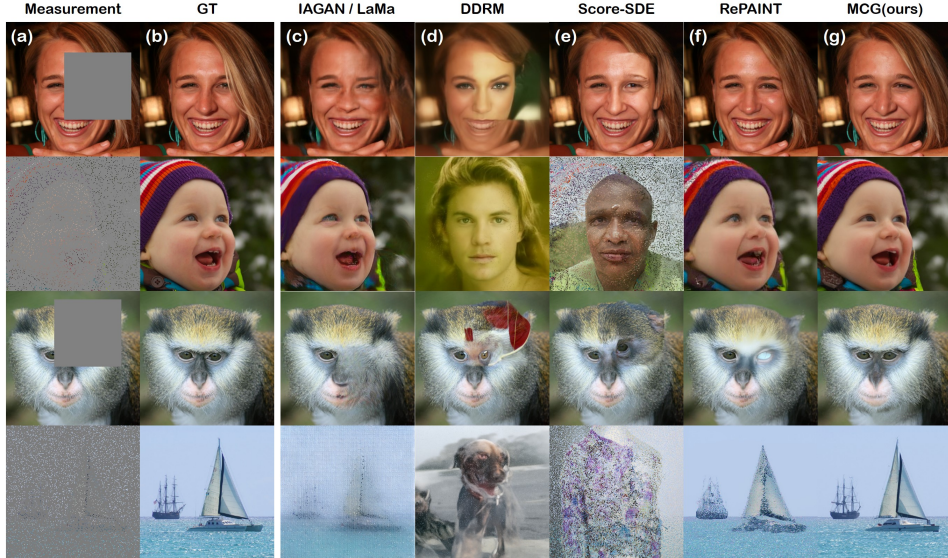 Measurement GT IAGAN / LaMa DDRM Score-SDE RePAINT MCG(ours)
(a) (b) (c) (d) (e) (f) (g)